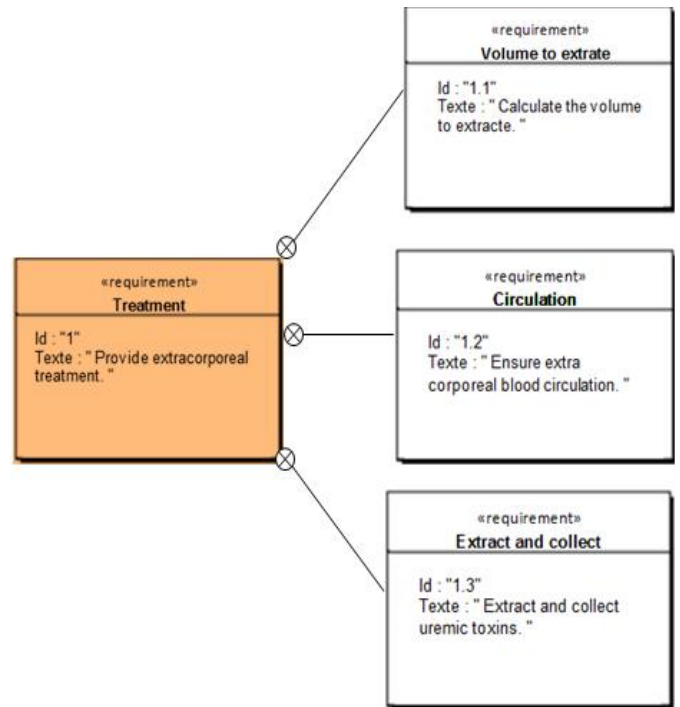 «requirement»
Volume to extrate
Id : "1.1"
Texte : " Calculate the volume
to extracte. "
«requirement»
Treatment
Id : "1"
Texte : " Provide extracorporeal
treatment. "
«requirement»
Circulation
Id : "1.2"
Texte : " Ensure extra
corporeal blood circulation. "
«requirement»
Extract and collect
Id : "1.3"
Texte : " Extract and collect
uremic toxins. "